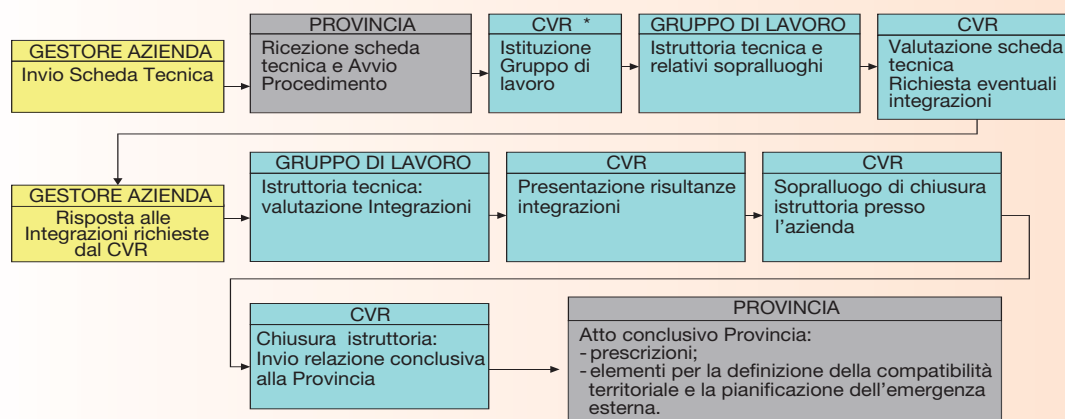 GESTORE AZIENDA
Invio Scheda Tecnica
PROVINCIA
Ricezione scheda
tecnica e Avvio
Procedimento
CVR *
Istituzione
Gruppo di
lavoro
GRUPPO DI LAVORO
Istruttoria tecnica e
relativi sopralluoghi
CVR
Valutazione scheda
tecnica
Richiesta eventuali
integrazioni
GESTORE AZIENDA
Risposta alle
Integrazioni richieste
dal CVR
GRUPPO DI LAVORO
Istruttoria tecnica:
valutazione Integrazioni
CVR
Presentazione risultanze
integrazioni
CVR
Sopralluogo di chiusura
istruttoria presso
l'azienda
CVR
Chiusura istruttoria:
Invio relazione conclusiva
alla Provincia
PROVINCIA
Atto conclusivo Provincia:
- prescrizioni;
- elementi per la definizione della compatibilità
territoriale e la pianificazione dell'emergenza
esterna.